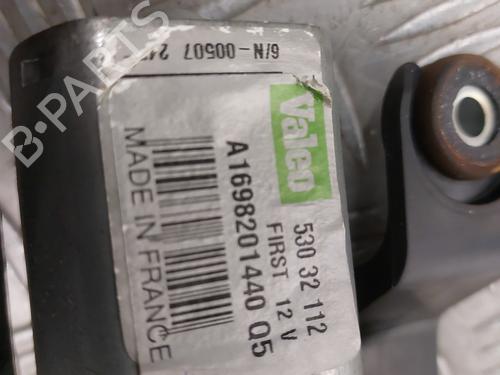 6/N-00507
Valeo
530 32 112
FIRST 12 V
A1698201440 Q5
MADE IN FRANCE
B-PARTS